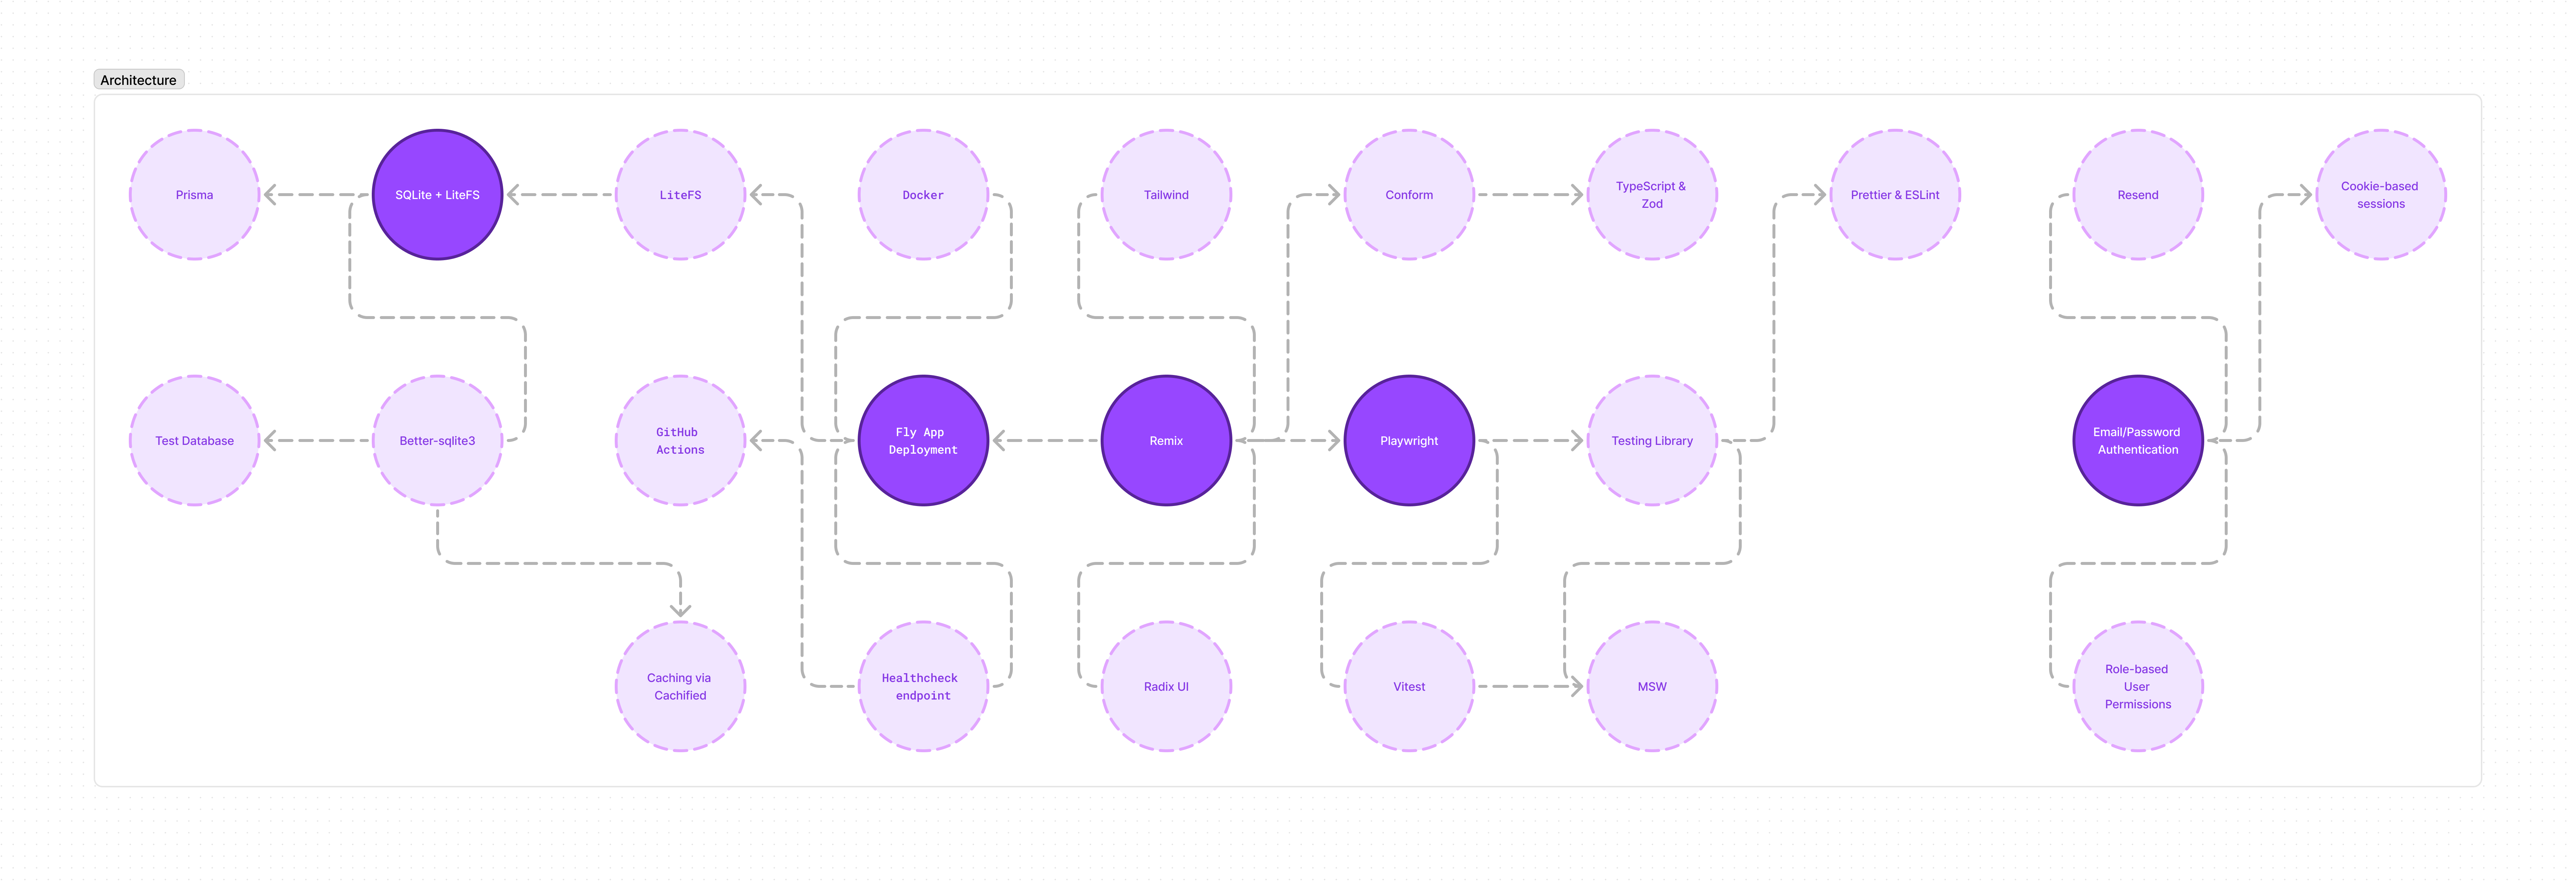 Architecture
Prisma
SQLite + LiteFS
LiteFS
Docker
Tailwind
Conform
TypeScript &
Zod
Prettier & ESLint
Resend
Cookie-based
sessions
Test Database
Better-sqlite3
GitHub
Actions
Fly App
Deployment
Remix
Playwright
Testing Library
Email/Password
Authentication
Caching via
Cachified
Healthcheck
endpoint
Radix UI
Vitest
MSW
Role-based
User
Permissions